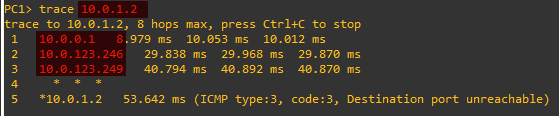 PC1> trace 10.0.1.2
trace to 10.0.1.2, 8 hops max, press Ctrl+C to stop
1 10.0.0.1 8.979 ms 10.053 ms 10.012 ms
2 10.0.123.246 29.838 ms 29.968 ms 29.870 ms
3 10.0.123.249 40.794 ms 40.892 ms 40.870 ms
4 * * *
5 *10.0.1.2 53.642 ms (ICMP type:3, code:3, Destination port unreachable)